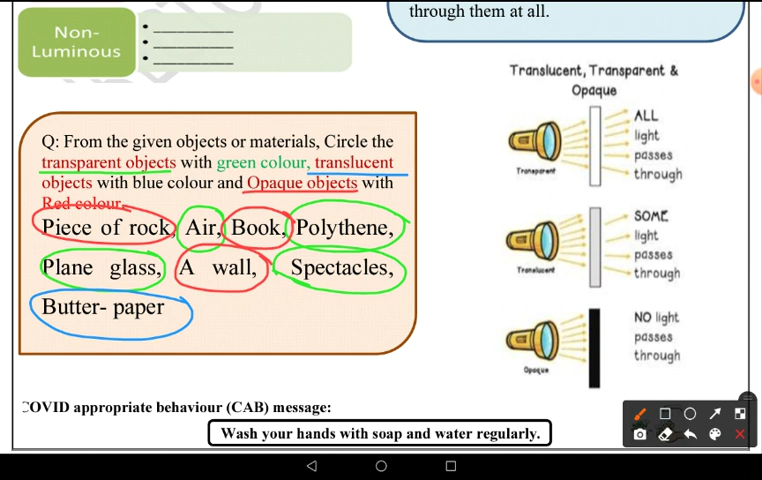 through them at all.
Non-
Luminous
Translucent, Transparent &
Opaque
Q: From the given objects or materials, Circle the
transparent objects with green colour, translucent
objects with blue colour and Opaque objects with
Red colour.
Piece of rock, Air, Book, Polythene,
Plane glass, A wall, Spectacles,
Butter- paper
ALL
light
passes
through
Transparent
SOME
light
passes
through
Translucent
NO light
passes
through
Opaque
COVID appropriate behaviour (CAB) message:
Wash your hands with soap and water regularly.